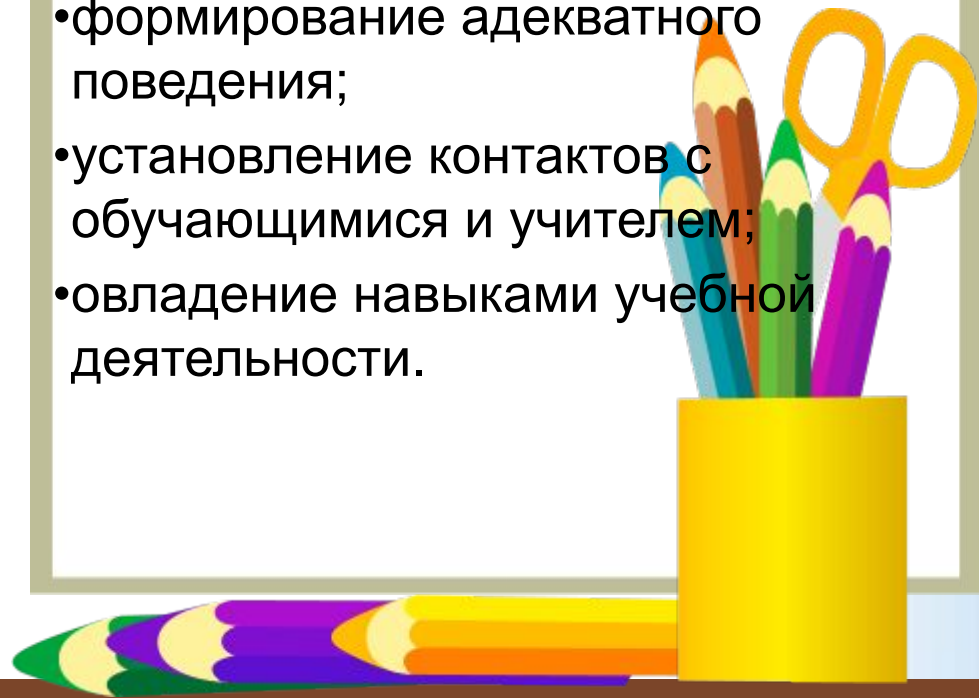 •формирование адекватного
поведения;
•установление контактов с
обучающимися и учителем;
•овладение навыками учебной
деятельности.